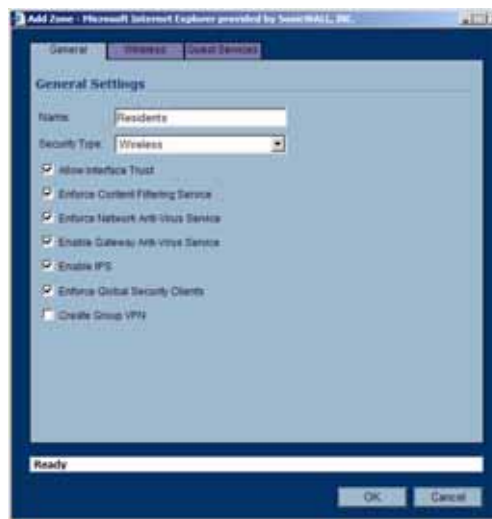 Add Zone - Microsoft Internet Explorer provided by SonicWALL, INC.
General Wireless Guest Services
General Settings
Name: Residents
Security Type: Wireless
Allow Interface Trust
Enforce Content Filtering Service
Enforce Network Anti-Virus Service
Enable Gateway Anti-Virus Service
Enable IPS
Enforce Global Security Clients
Create Group VPN
Ready
OK Cancel